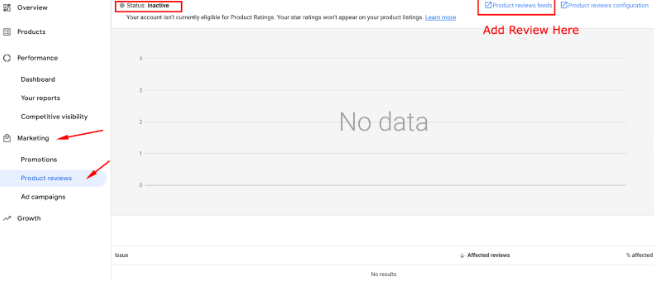 Overview
Products
Performance
Dashboard
Your reports
Competitive visibility
Marketing
Promotions
Product reviews
Ad campaigns
Growth
Status: Inactive
Product reviews feeds
Product reviews configuration
Your account isn't currently eligible for Product Ratings. Your star ratings won't appear on your product listings. Learn more
Add Review Here
4
3
2
1
0
No data
Issue
Affected reviews
% affected
No results